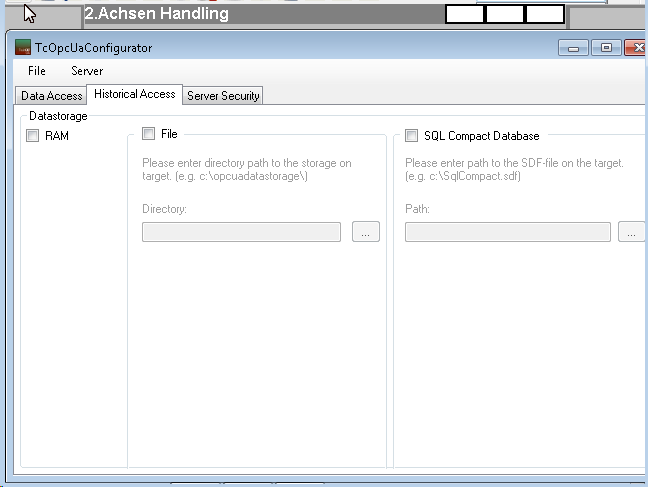 2.Achsen Handling
TcOpcUaConfigurator
File Server
Data Access Historical Access Server Security
Datastorage
RAM File SQL Compact Database
Please enter directory path to the storage on
target. (e.g. c:\opcuadatastorage\)
Please enter path to the SDF-file on the target.
(e.g. c:\SqlCompact.sdf)
Directory: Path:
... ...